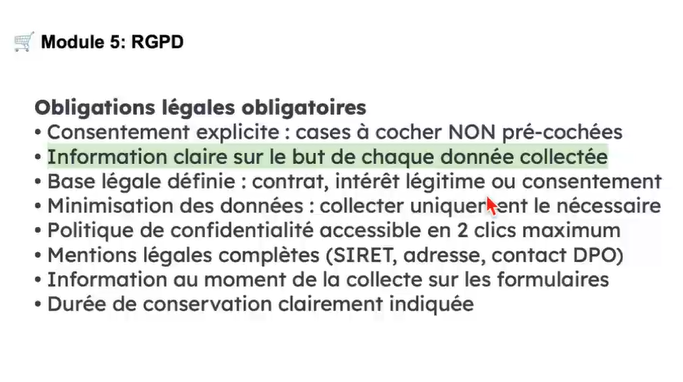 🛒 Module 5: RGPD
Obligations légales obligatoires
• Consentement explicite : cases à cocher NON pré-cochées
• Information claire sur le but de chaque donnée collectée
• Base légale définie : contrat, intérêt légitime ou consentement
• Minimisation des données : collecter uniquement le nécessaire
• Politique de confidentialité accessible en 2 clics maximum
• Mentions légales complètes (SIRET, adresse, contact DPO)
• Information au moment de la collecte sur les formulaires
• Durée de conservation clairement indiquée